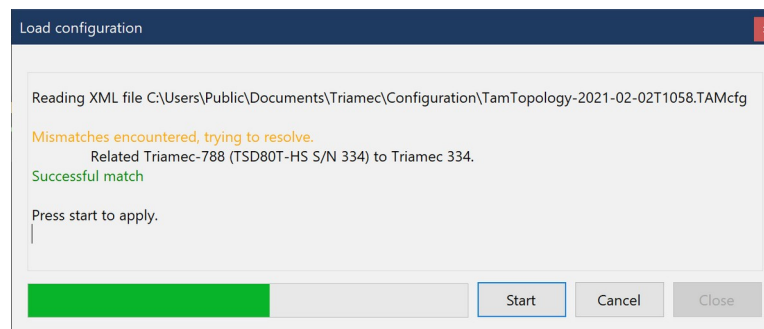 Load configuration
Reading XML file C:\Users\Public\Documents\Triamec\Configuration\TamTopology-2021-02-02T1058.TAMcfg
Mismatches encountered, trying to resolve.
Related Triamec-788 (TSD80T-HS S/N 334) to Triamec 334.
Successful match
Press start to apply.
Start
Cancel
Close